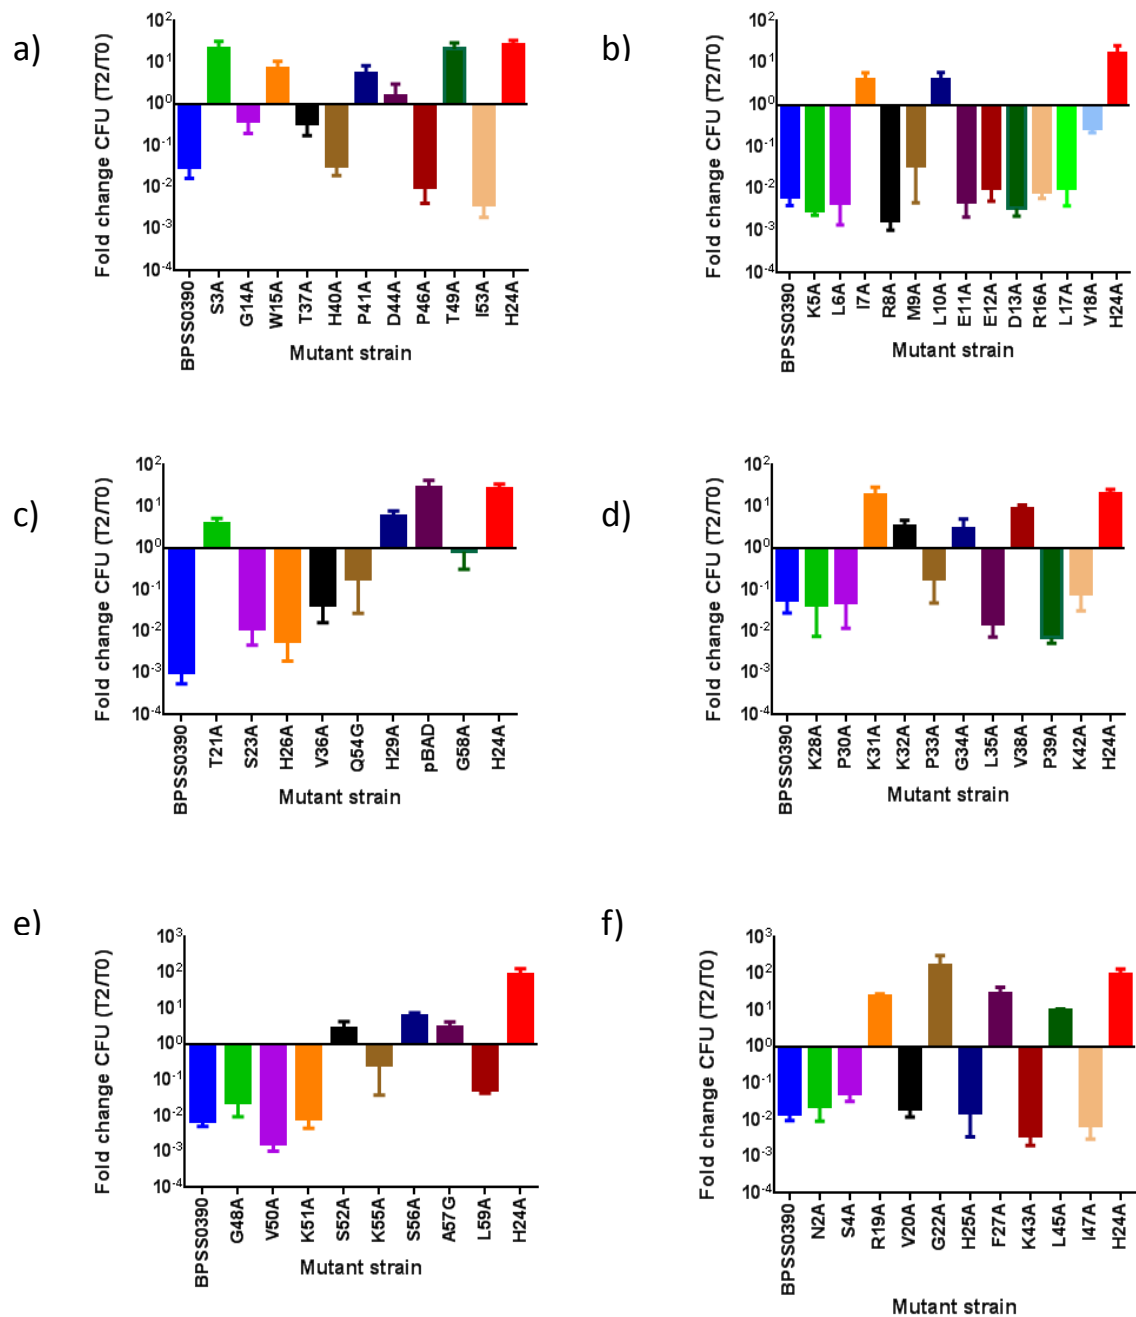 a)
Fold change CFU (T2/T0)
10²
10¹
10⁰
10⁻¹
10⁻²
10⁻³
10⁻⁴
BPSS0390
S3A
G14A
W15A
T37A
H40A
P41A
D44A
P46A
T49A
I53A
H24A
Mutant strain
b)
Fold change CFU (T2/T0)
10²
10¹
10⁰
10⁻¹
10⁻²
10⁻³
10⁻⁴
BPSS0390
K5A
L6A
I7A
R8A
M9A
L10A
E11A
E12A
D13A
R16A
L17A
V18A
H24A
Mutant strain
c)
Fold change CFU (T2/T0)
10²
10¹
10⁰
10⁻¹
10⁻²
10⁻³
10⁻⁴
BPSS0390
T21A
S23A
H26A
V36A
Q54G
H29A
pBAD
G58A
H24A
Mutant strain
d)
Fold change CFU (T2/T0)
10²
10¹
10⁰
10⁻¹
10⁻²
10⁻³
10⁻⁴
BPSS0390
K28A
P30A
K31A
K32A
P33A
G34A
L35A
V38A
P39A
K42A
H24A
Mutant strain
e)
Fold change CFU (T2/T0)
10³
10²
10¹
10⁰
10⁻¹
10⁻²
10⁻³
10⁻⁴
BPSS0390
G48A
V50A
K51A
S52A
K55A
S56A
A57G
L59A
H24A
Mutant strain
f)
Fold change CFU (T2/T0)
10³
10²
10¹
10⁰
10⁻¹
10⁻²
10⁻³
10⁻⁴
BPSS0390
N2A
S4A
R19A
V20A
G22A
H25A
F27A
K43A
L45A
I47A
H24A
Mutant strain